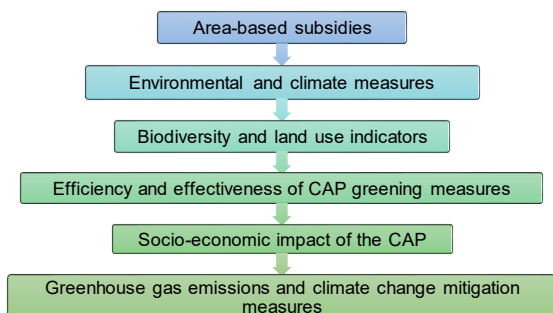 Area-based subsidies
Environmental and climate measures
Biodiversity and land use indicators
Efficiency and effectiveness of CAP greening measures
Socio-economic impact of the CAP
Greenhouse gas emissions and climate change mitigation
measures